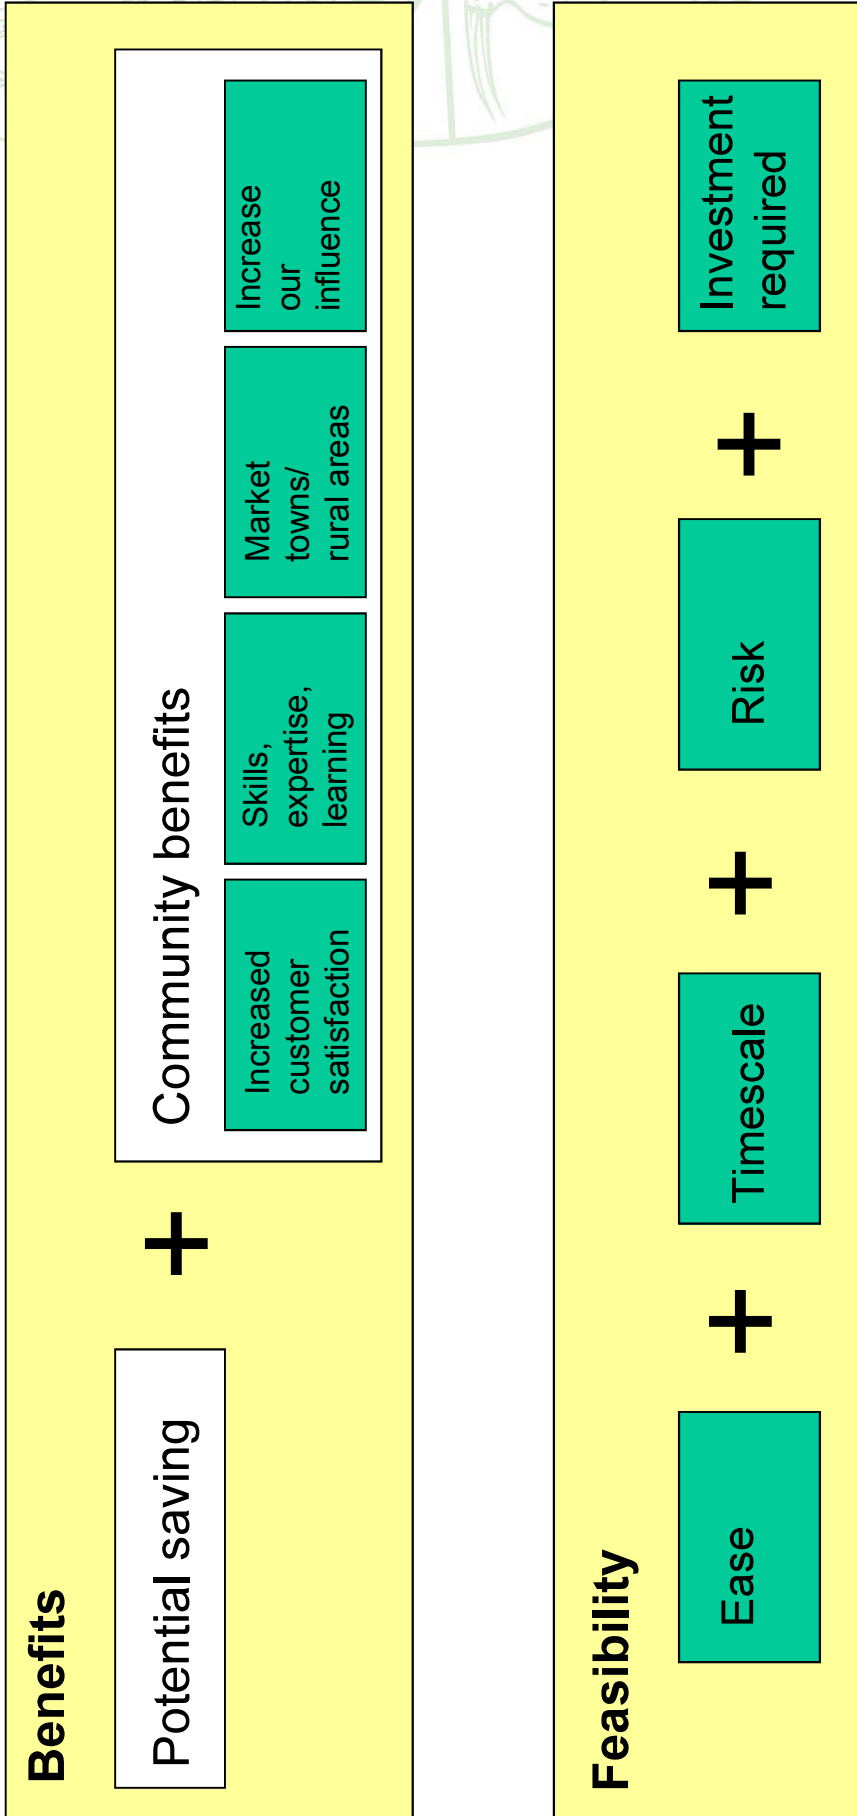 Benefits
Potential saving
+
Community benefits
Increased
customer
satisfaction
Skills,
expertise,
learning
Market
towns/
rural areas
Increase
our
influence
Feasibility
Ease
+
Timescale
+
Risk
+
Investment
required